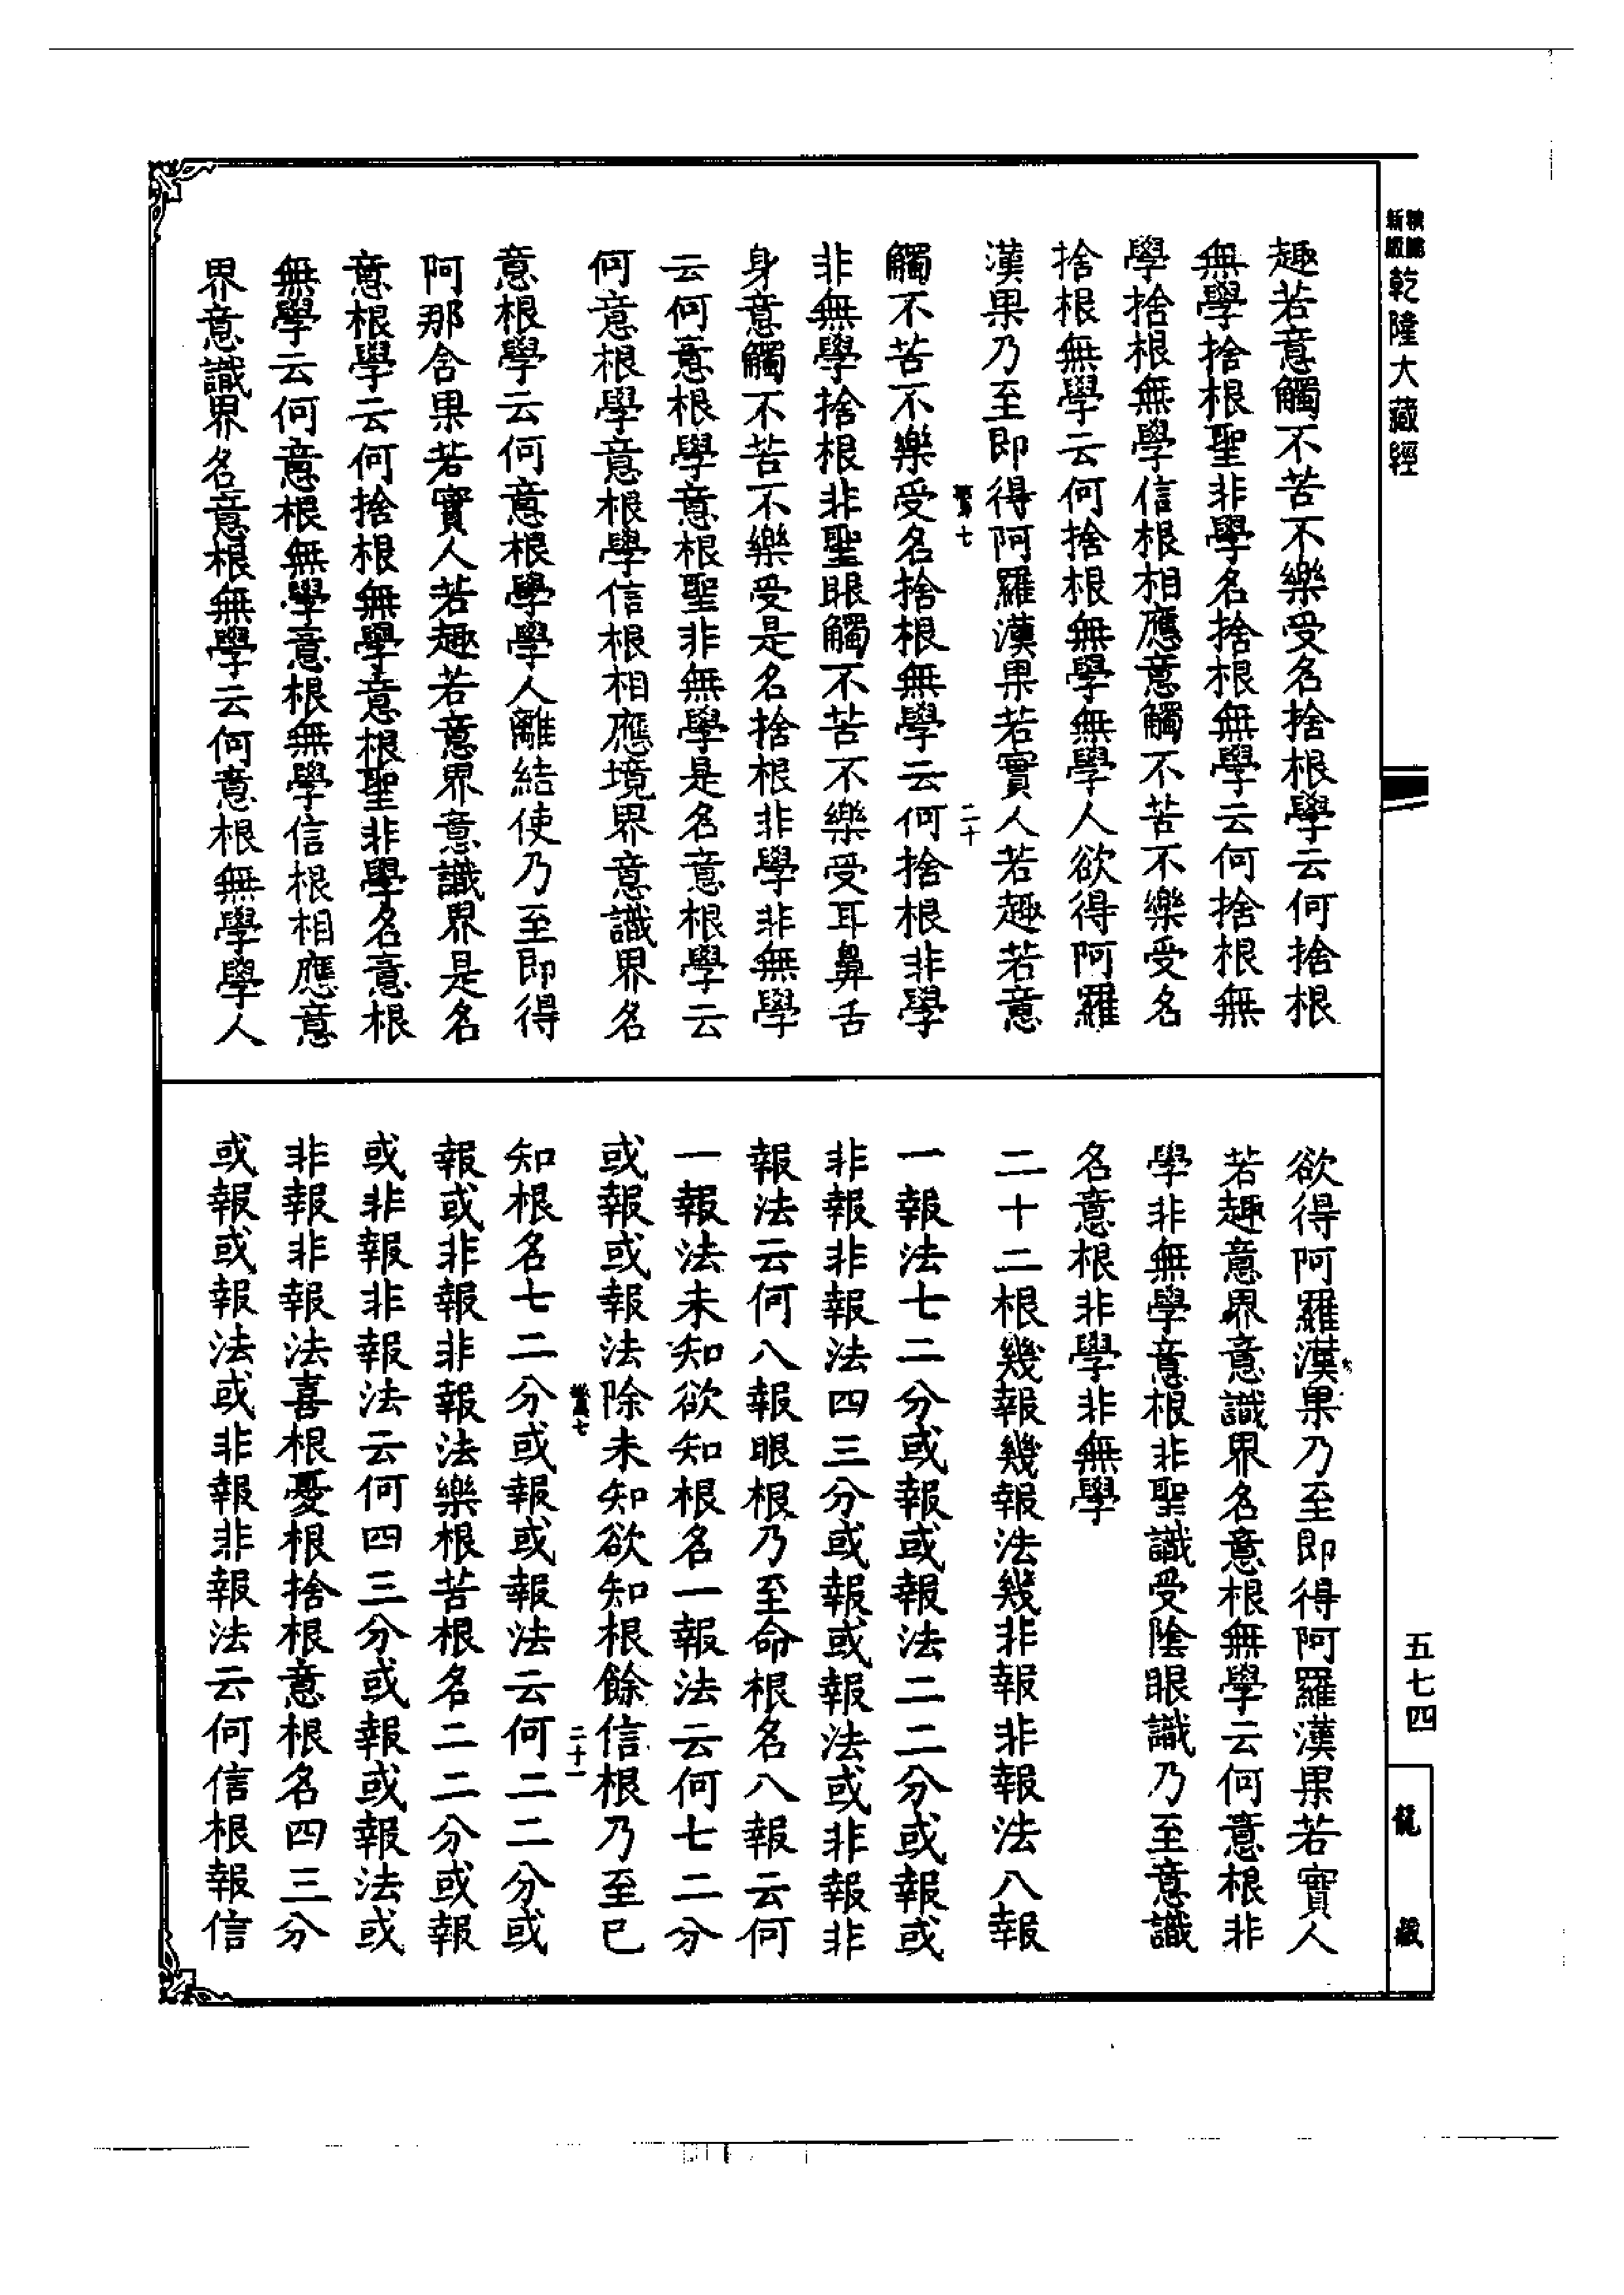 新
乾隆大藏經
趣若意觸不苦不樂受名捨根學云何捨根
無學捨根聖非學名捨根無學云何捨根無
學捨根無學信根相應意觸不苦不樂受名
捨根無學云何捨根無學無學人欲得阿羅
漢果乃至即得阿羅漢果若實人若趣若意
七
二十
觸不苦不樂受名捨根無學云何捨根非學
非無學捨根非聖眼觸不苦不樂受耳鼻舌
身意觸不苦不樂受是名捨根非學非無學
云何意根學意根聖非無學是名意根學云
何意根學意根學信根相應境界意識界名
意根學云何意根學學人離結使乃至即得
阿那含果若實人若趣若意界意識界是名
意根學云何捨根無學意根聖非學名意根
無學云何意根無學意根無學信根相應意
界意識界名意根無學云何意根無學學人
欲得阿羅漢果乃至即得阿羅漢果若實人
若趣意界意識界名意根無學云何意根非
學非無學意根非聖識受陰眼識乃至意識
名意根非學非無學
二十二根幾報幾報法幾非報非報法八報
一報法七二分或報或報法二二分或報或
非報非報法四三分或報或報法或非報非
報法云何八報眼根乃至命根名八報云何
一報法未知欲知根名一報法云何七二分
或報或報法除未知欲知根餘信根乃至已
七
二十一
知根名七二分或報或報法云何二二分或
報或非報非報法樂根苦根名二二分或報
或非報非報法云何四三分或報或報法或
非報非報法喜根憂根捨根意根名四三分
或報或報法或非報非報法云何信根報信
五七四
龍
藏